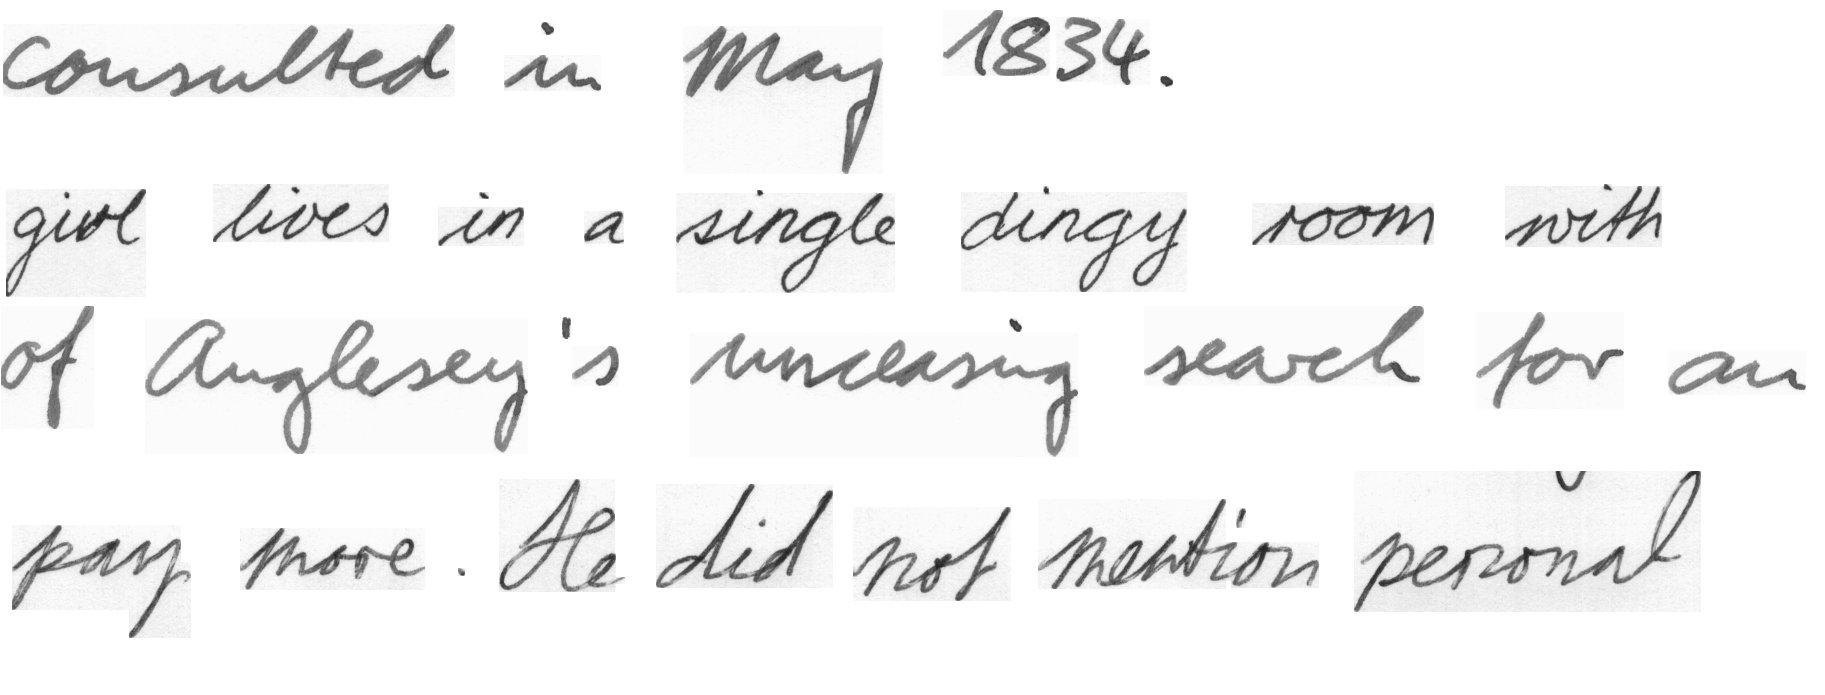 consulted in May 1834.
girl lives in a single dingy room with
of Anglesey's unceasing search for an
pay more. He did not mention personal